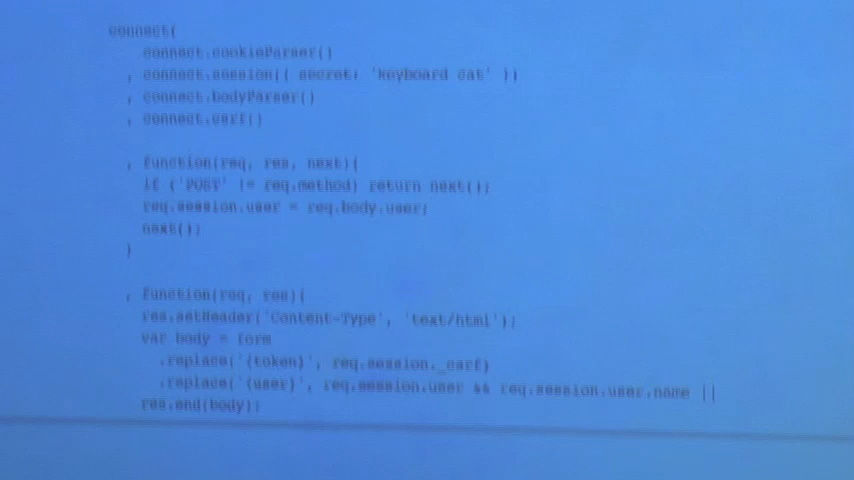 connect(
connect.cookieParser()
, connect.session({ secret: 'keyboard cat' })
, connect.bodyParser()
, connect.csrf()
, function(req, res, next){
if ('POST' != req.method) return next();
req.session.user = req.body.user;
next();
}
, function(req, res){
res.setHeader('Content-Type', 'text/html');
var body = form
.replace('{token}', req.session._csrf)
.replace('{user}', req.session.user && req.session.user.name ||
res.end(body);